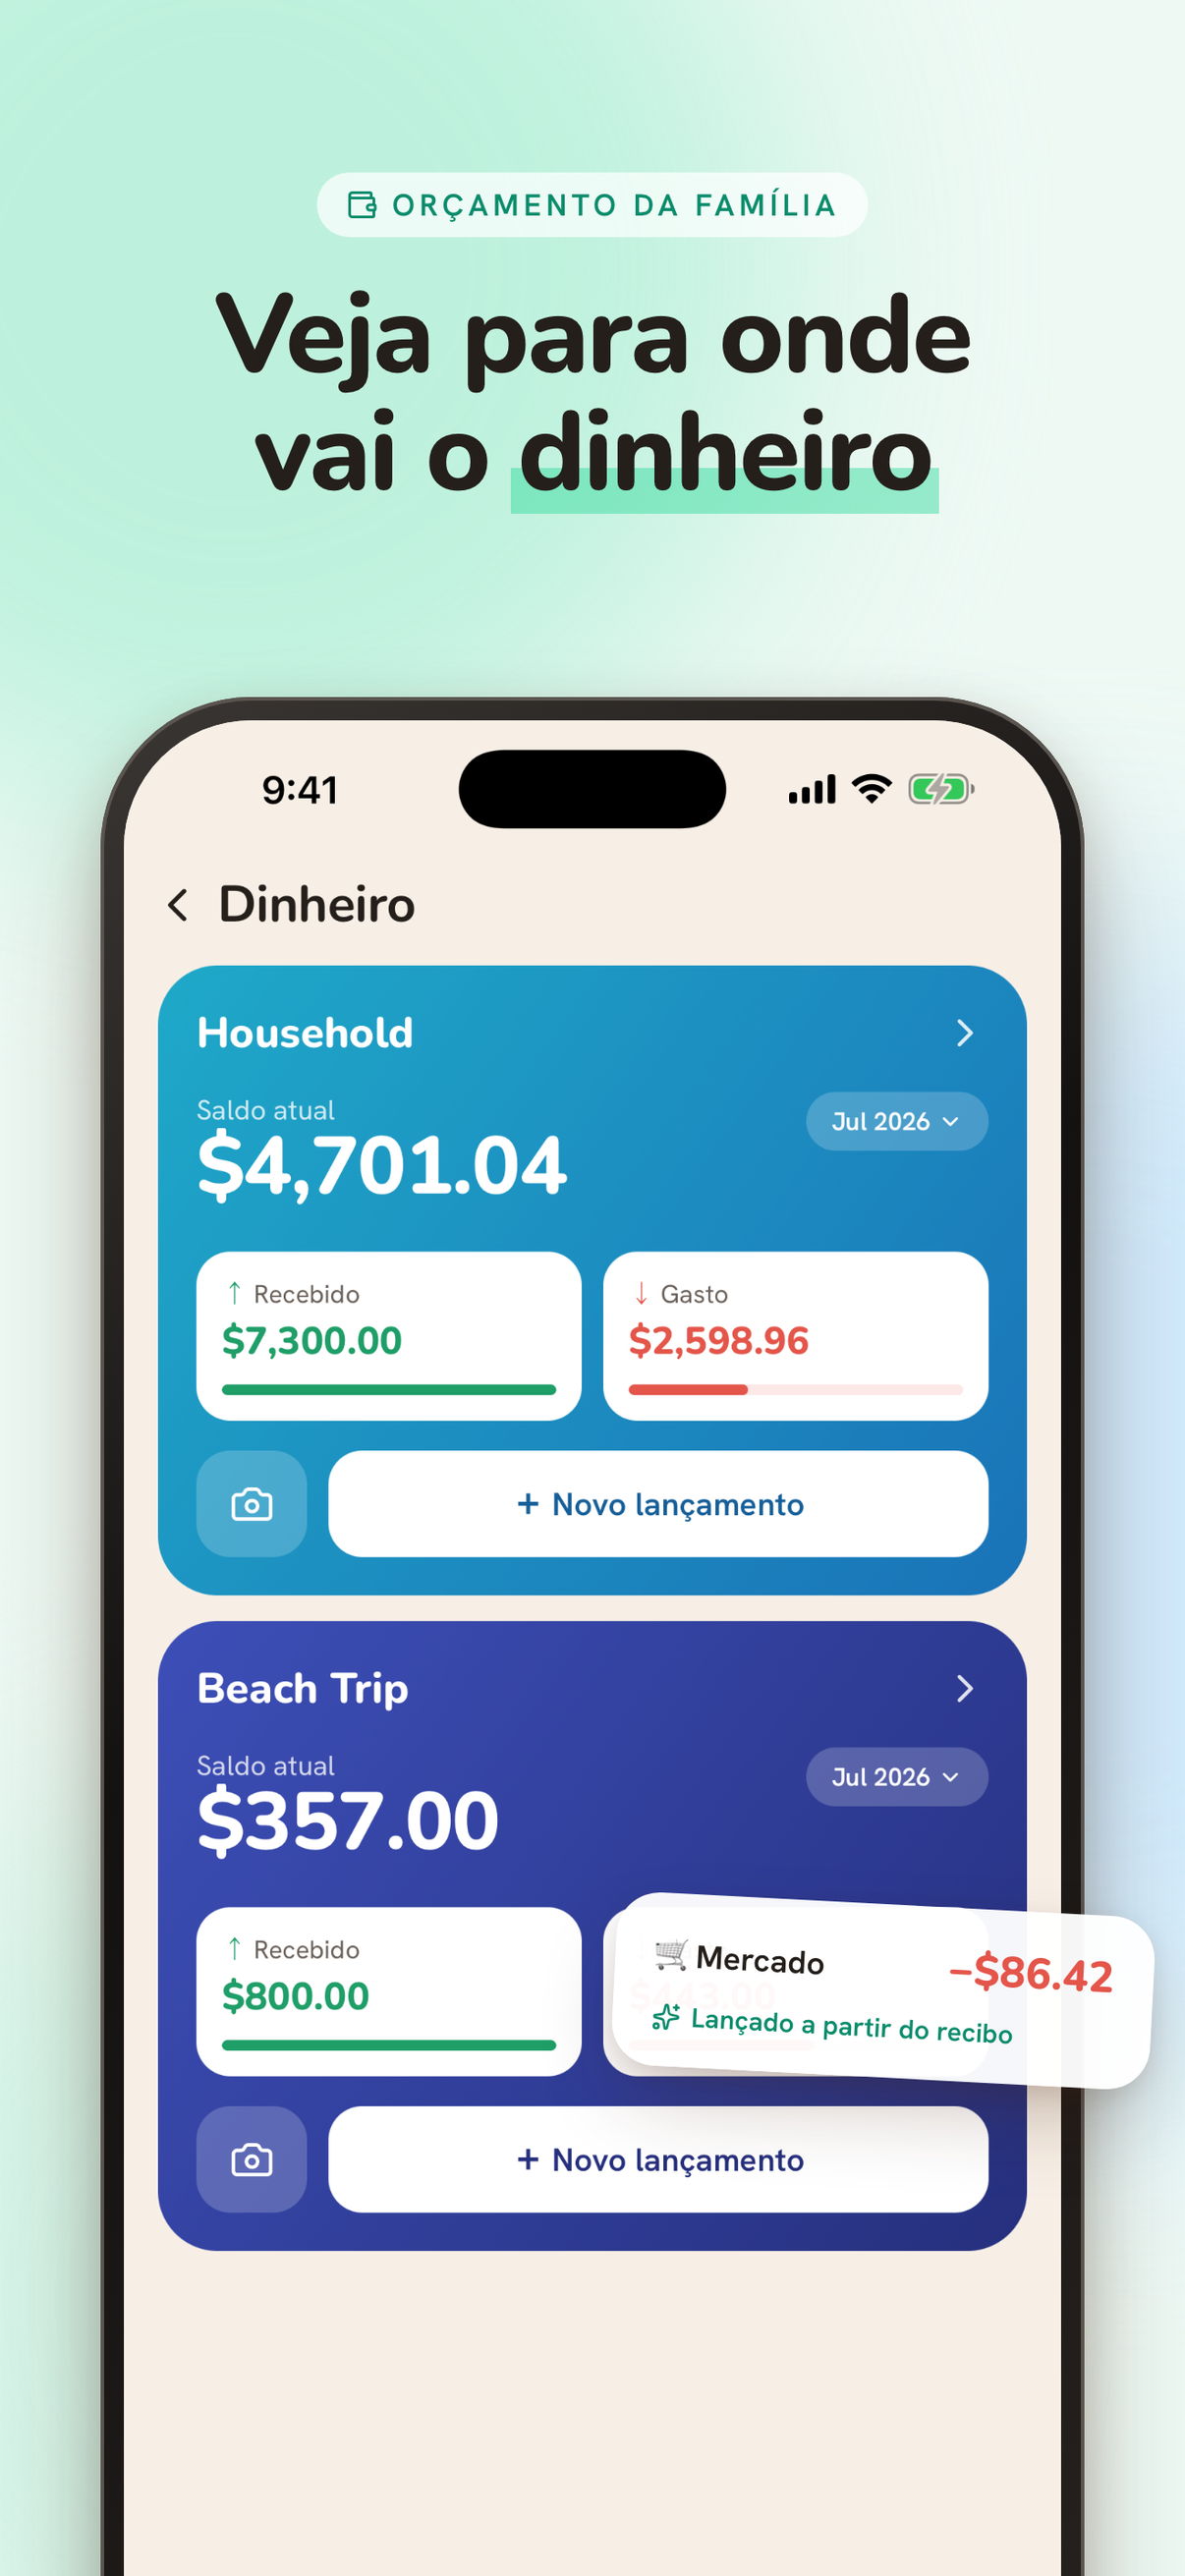 ORÇAMENTO DA FAMÍLIA
Veja para onde
vai o dinheiro
9:41
Dinheiro
Household
Saldo atual
$4,701.04
Jul 2026
↑ Recebido
$7,300.00
↓ Gasto
$2,598.96
+ Novo lançamento
Beach Trip
Saldo atual
$357.00
Jul 2026
↑ Recebido
$800.00
$443.00
Mercado
–$86.42
Lançado a partir do recibo
+ Novo lançamento